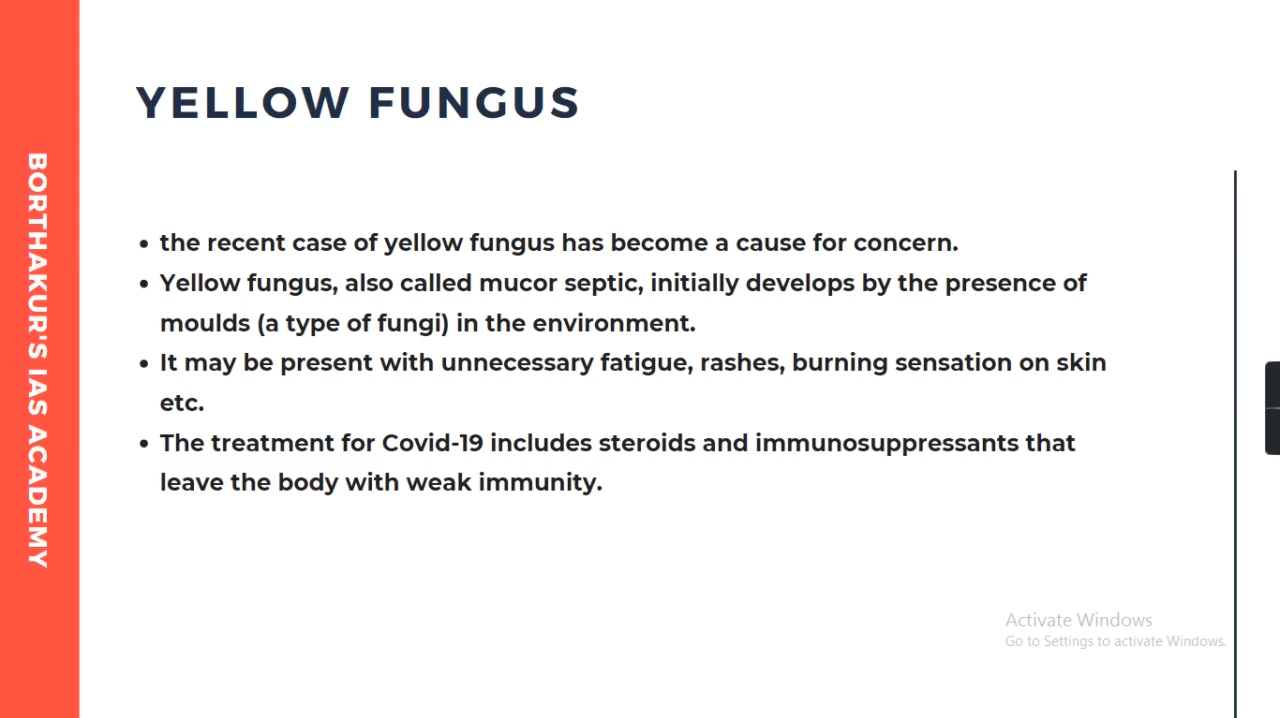 YELLOW FUNGUS
BORTHAKUR'S IAS ACADEMY
• the recent case of yellow fungus has become a cause for concern.
• Yellow fungus, also called mucor septic, initially develops by the presence of
moulds (a type of fungi) in the environment.
• It may be present with unnecessary fatigue, rashes, burning sensation on skin
etc.
• The treatment for Covid-19 includes steroids and immunosuppressants that
leave the body with weak immunity.
Activate Windows
Go to Settings to activate Windows.